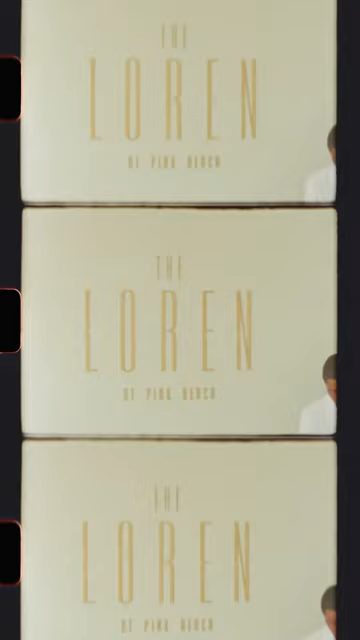 THE
LOREN
AT PINK BEACH
THE
LOREN
AT PINK BEACH
THE
LOREN
AT PINK BEACH